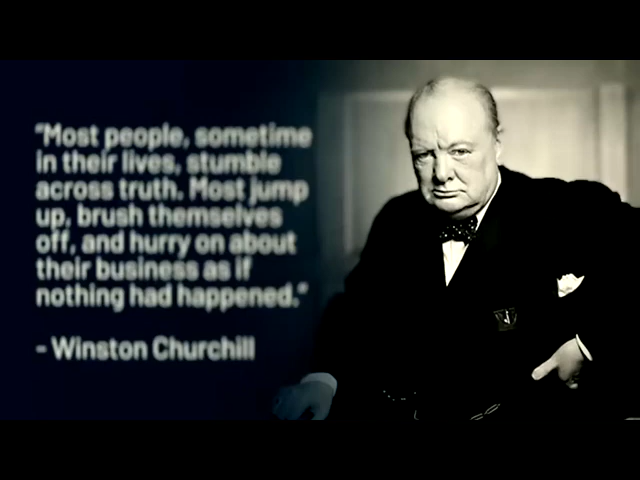 "Most people, sometime
in their lives, stumble
across truth. Most jump
up, brush themselves
off, and hurry on about
their business as if
nothing had happened."
- Winston Churchill